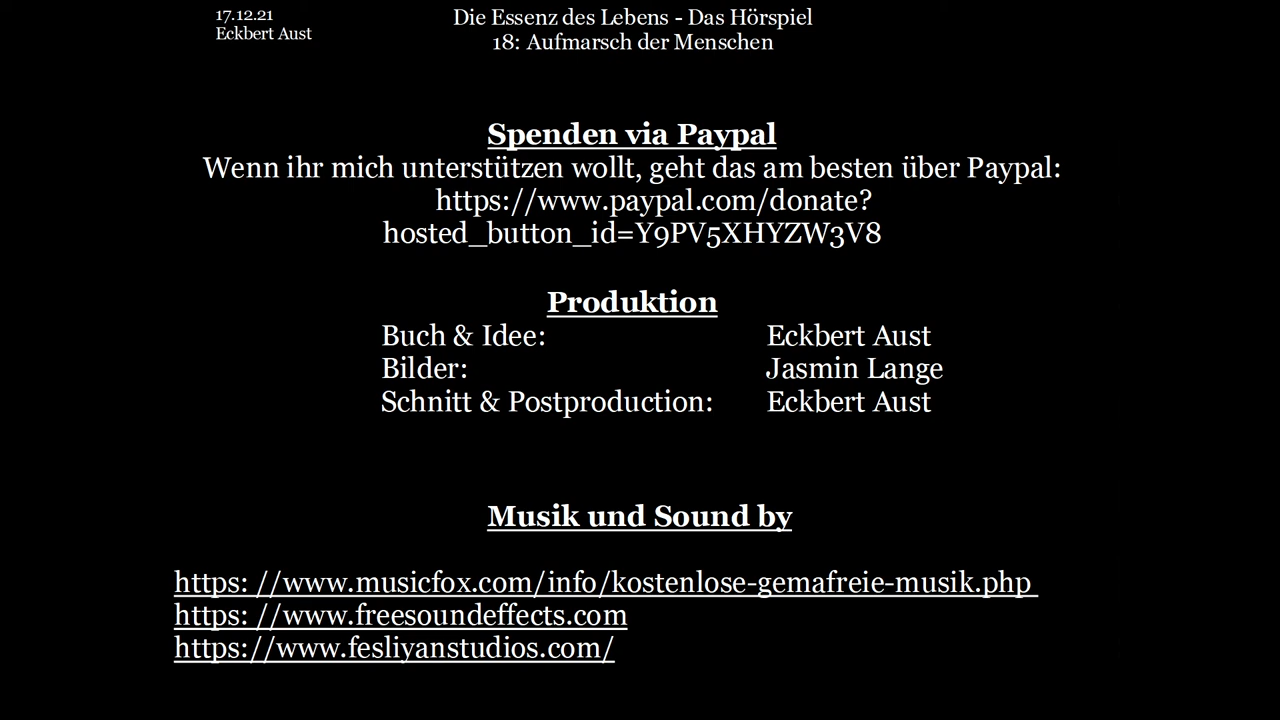 17.12.21
Eckbert Aust
Die Essenz des Lebens - Das Hörspiel
18: Aufmarsch der Menschen
Spenden via Paypal
Wenn ihr mich unterstützen wollt, geht das am besten über Paypal:
https://www.paypal.com/donate?
hosted_button_id=Y9PV5XHYZW3V8
Produktion
Buch & Idee: Eckbert Aust
Bilder: Jasmin Lange
Schnitt & Postproduction: Eckbert Aust
Musik und Sound by
https: //www.musicfox.com/info/kostenlose-gemafreie-musik.php
https: //www.freesoundeffects.com
https://www.fesliyanstudios.com/